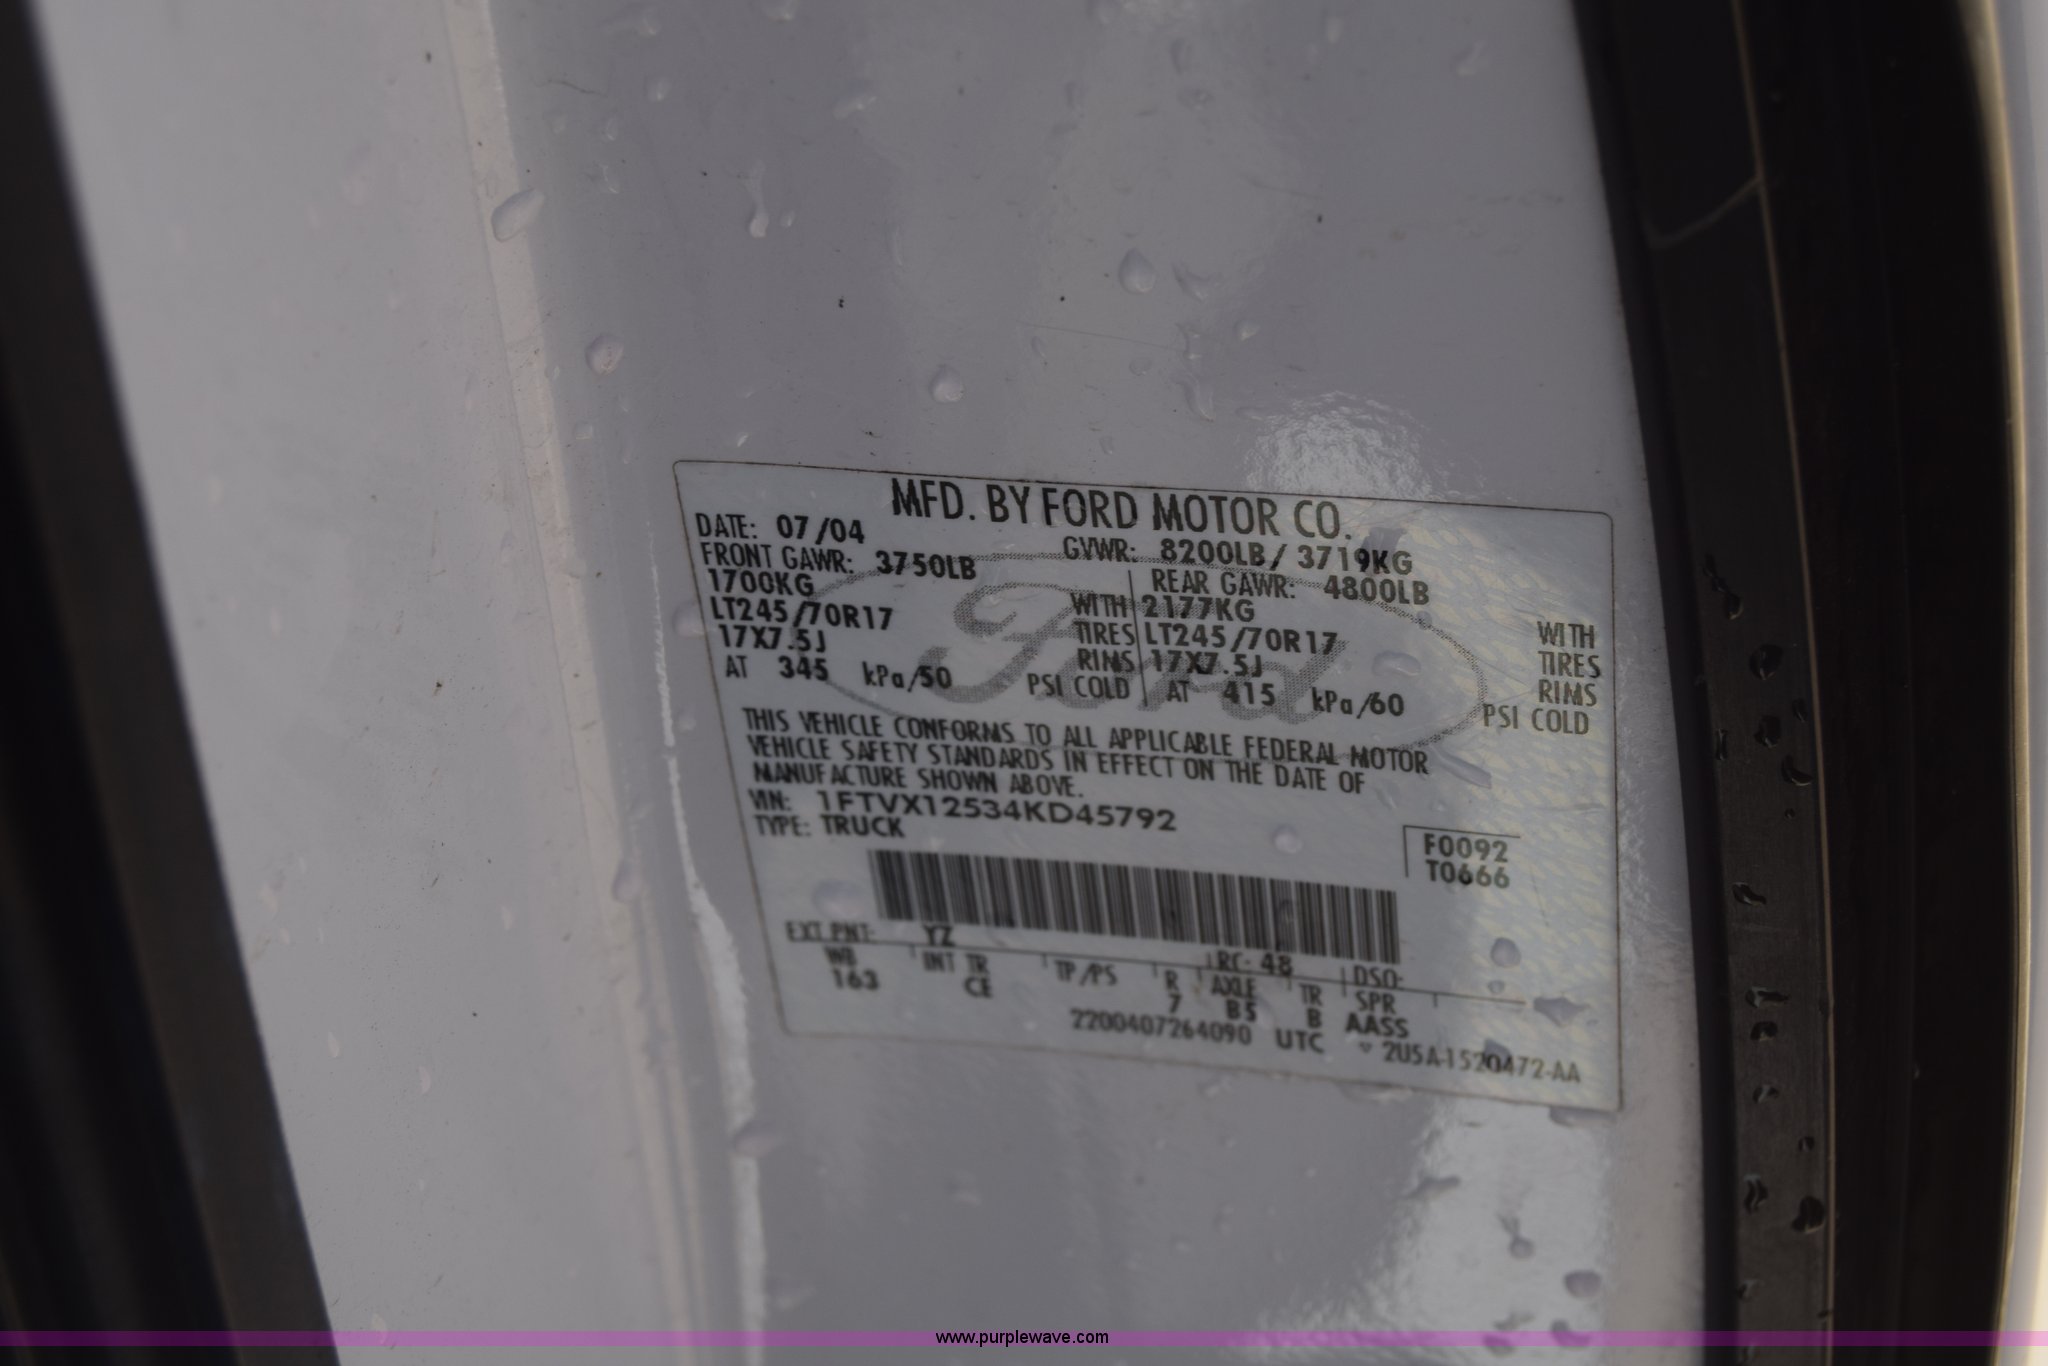 MFD. BY FORD MOTOR CO.
DATE: 07/04 GVWR: 8200LB/ 3719KG
FRONT GAWR: 3750LB REAR GAWR: 4800LB
1700KG WITH 2177KG WITH
LT245/70R17 TIRES LT245/70R17 TIRES
17X7.5J RIMS 17X7.5J RIMS
AT 345 kPa/50 PSI COLD AT 415 kPa/60 PSI COLD
THIS VEHICLE CONFORMS TO ALL APPLICABLE FEDERAL MOTOR
VEHICLE SAFETY STANDARDS IN EFFECT ON THE DATE OF
MANUFACTURE SHOWN ABOVE.
VIN: 1FTVX12534KD45792
TYPE: TRUCK
F0092
T0666
EXT PNT: YZ RC: 48 DSO:
WB INT TR TP/PS R AXLE TR SPR
163 CE 7 B5 B AASS
2200407264090 UTC 2U5A-1520472-AA
Ford
www.purplewave.com